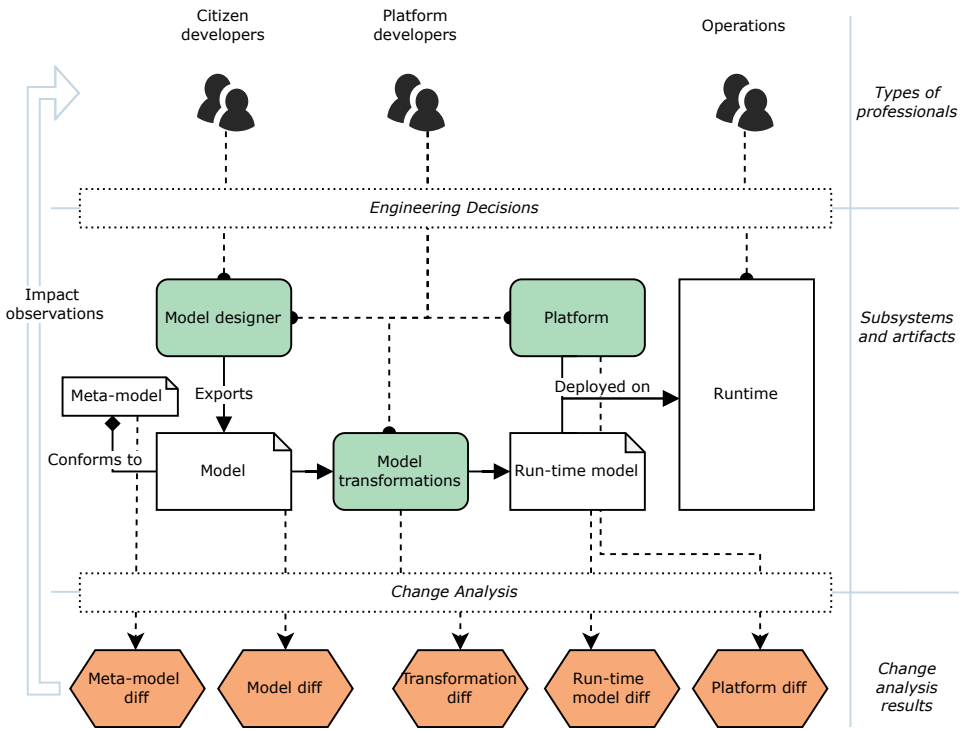 Citizen
developers
Platform
developers
Operations
Types of
professionals
Engineering Decisions
Impact
observations
Model designer
Platform
Subsystems
and artifacts
Meta-model
Exports
Deployed on
Runtime
Conforms to
Model
Model
transformations
Run-time model
Change Analysis
Meta-model
diff
Model diff
Transformation
diff
Run-time
model diff
Platform diff
Change
analysis
results